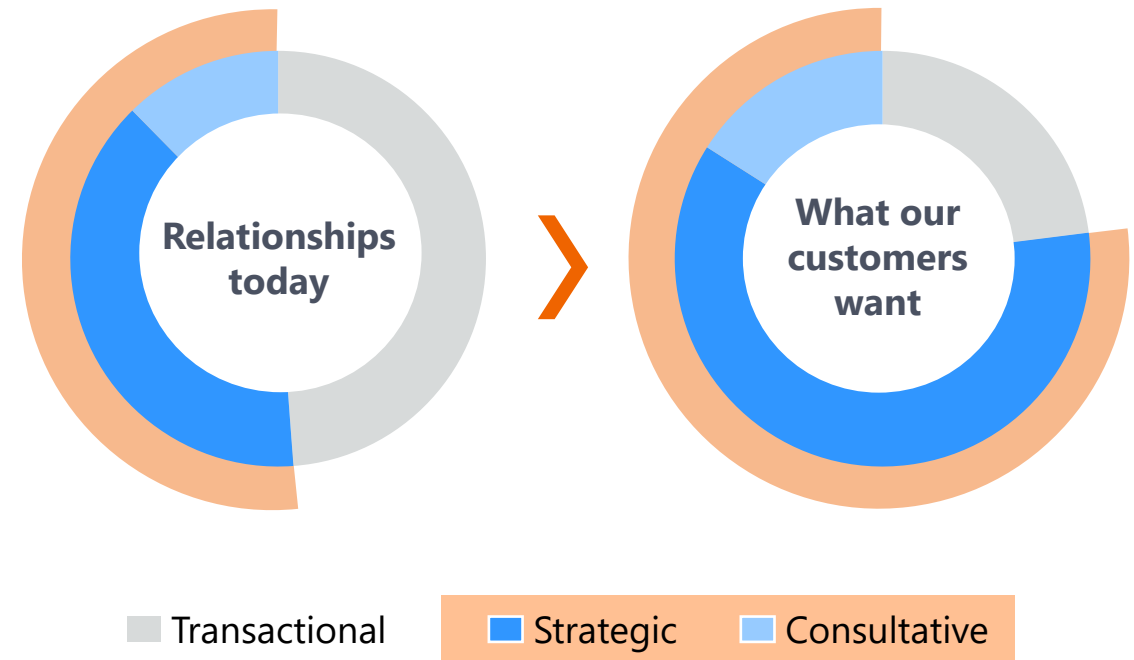 Relationships
today
What our
customers
want
Transactional
Strategic
Consultative